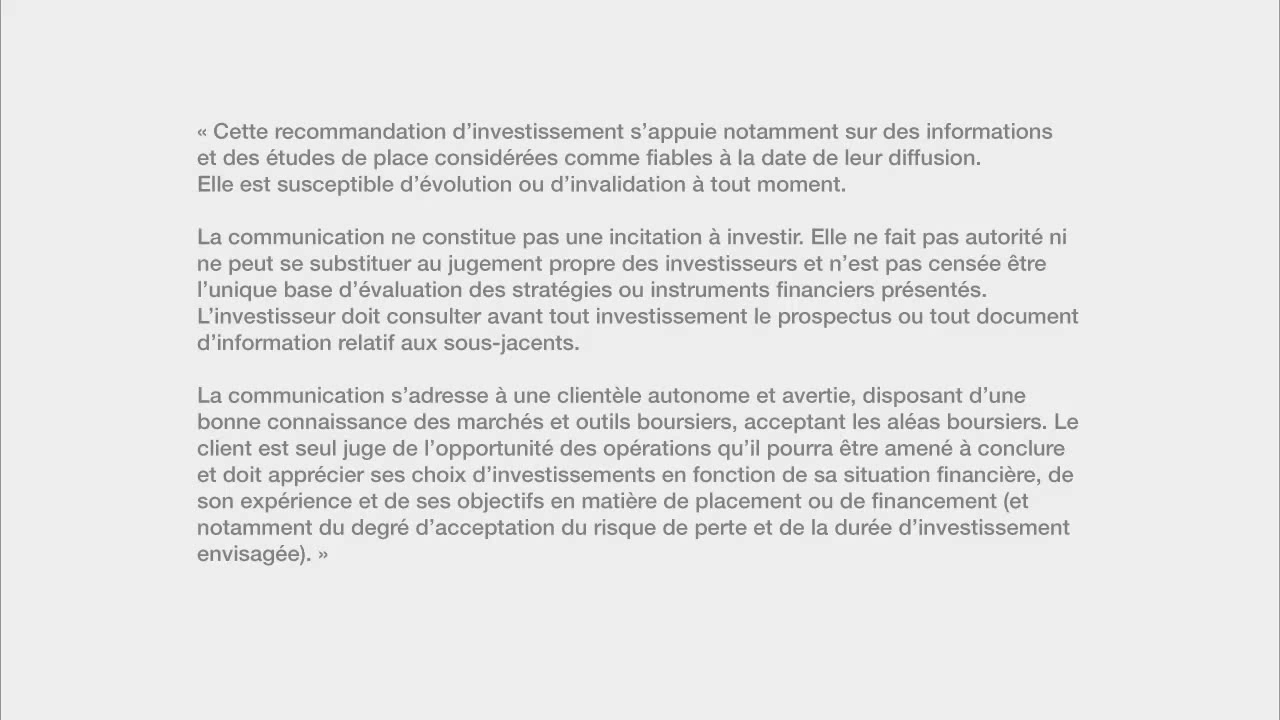 « Cette recommandation d’investissement s’appuie notamment sur des informations
et des études de place considérées comme fiables à la date de leur diffusion.
Elle est susceptible d’évolution ou d’invalidation à tout moment.
La communication ne constitue pas une incitation à investir. Elle ne fait pas autorité ni
ne peut se substituer au jugement propre des investisseurs et n’est pas censée être
l’unique base d’évaluation des stratégies ou instruments financiers présentés.
L’investisseur doit consulter avant tout investissement le prospectus ou tout document
d’information relatif aux sous-jacents.
La communication s’adresse à une clientèle autonome et avertie, disposant d’une
bonne connaissance des marchés et outils boursiers, acceptant les aléas boursiers. Le
client est seul juge de l’opportunité des opérations qu’il pourra être amené à conclure
et doit apprécier ses choix d’investissements en fonction de sa situation financière, de
son expérience et de ses objectifs en matière de placement ou de financement (et
notamment du degré d’acceptation du risque de perte et de la durée d’investissement
envisagée). »